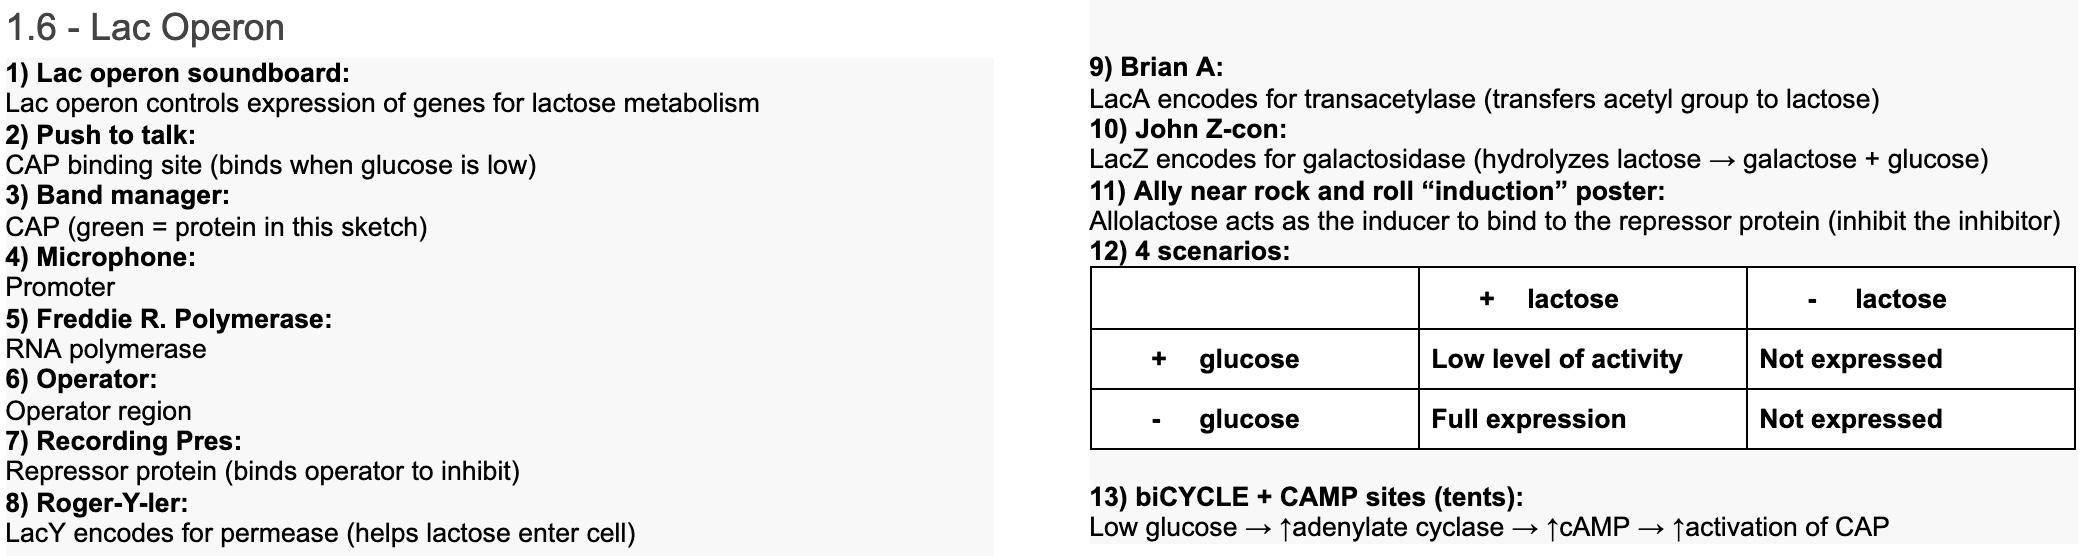 1.6 - Lac Operon
1) Lac operon soundboard:
Lac operon controls expression of genes for lactose metabolism
2) Push to talk:
CAP binding site (binds when glucose is low)
3) Band manager:
CAP (green = protein in this sketch)
4) Microphone:
Promoter
5) Freddie R. Polymerase:
RNA polymerase
6) Operator:
Operator region
7) Recording Pres:
Repressor protein (binds operator to inhibit)
8) Roger-Y-ler:
LacY encodes for permease (helps lactose enter cell)
9) Brian A:
LacA encodes for transacetylase (transfers acetyl group to lactose)
10) John Z-con:
LacZ encodes for galactosidase (hydrolyzes lactose → galactose + glucose)
11) Ally near rock and roll “induction” poster:
Allolactose acts as the inducer to bind to the repressor protein (inhibit the inhibitor)
12) 4 scenarios:
+ lactose - lactose
+ glucose Low level of activity Not expressed
- glucose Full expression Not expressed
13) biCYCLE + CAMP sites (tents):
Low glucose → ↑adenylate cyclase → ↑cAMP → ↑activation of CAP